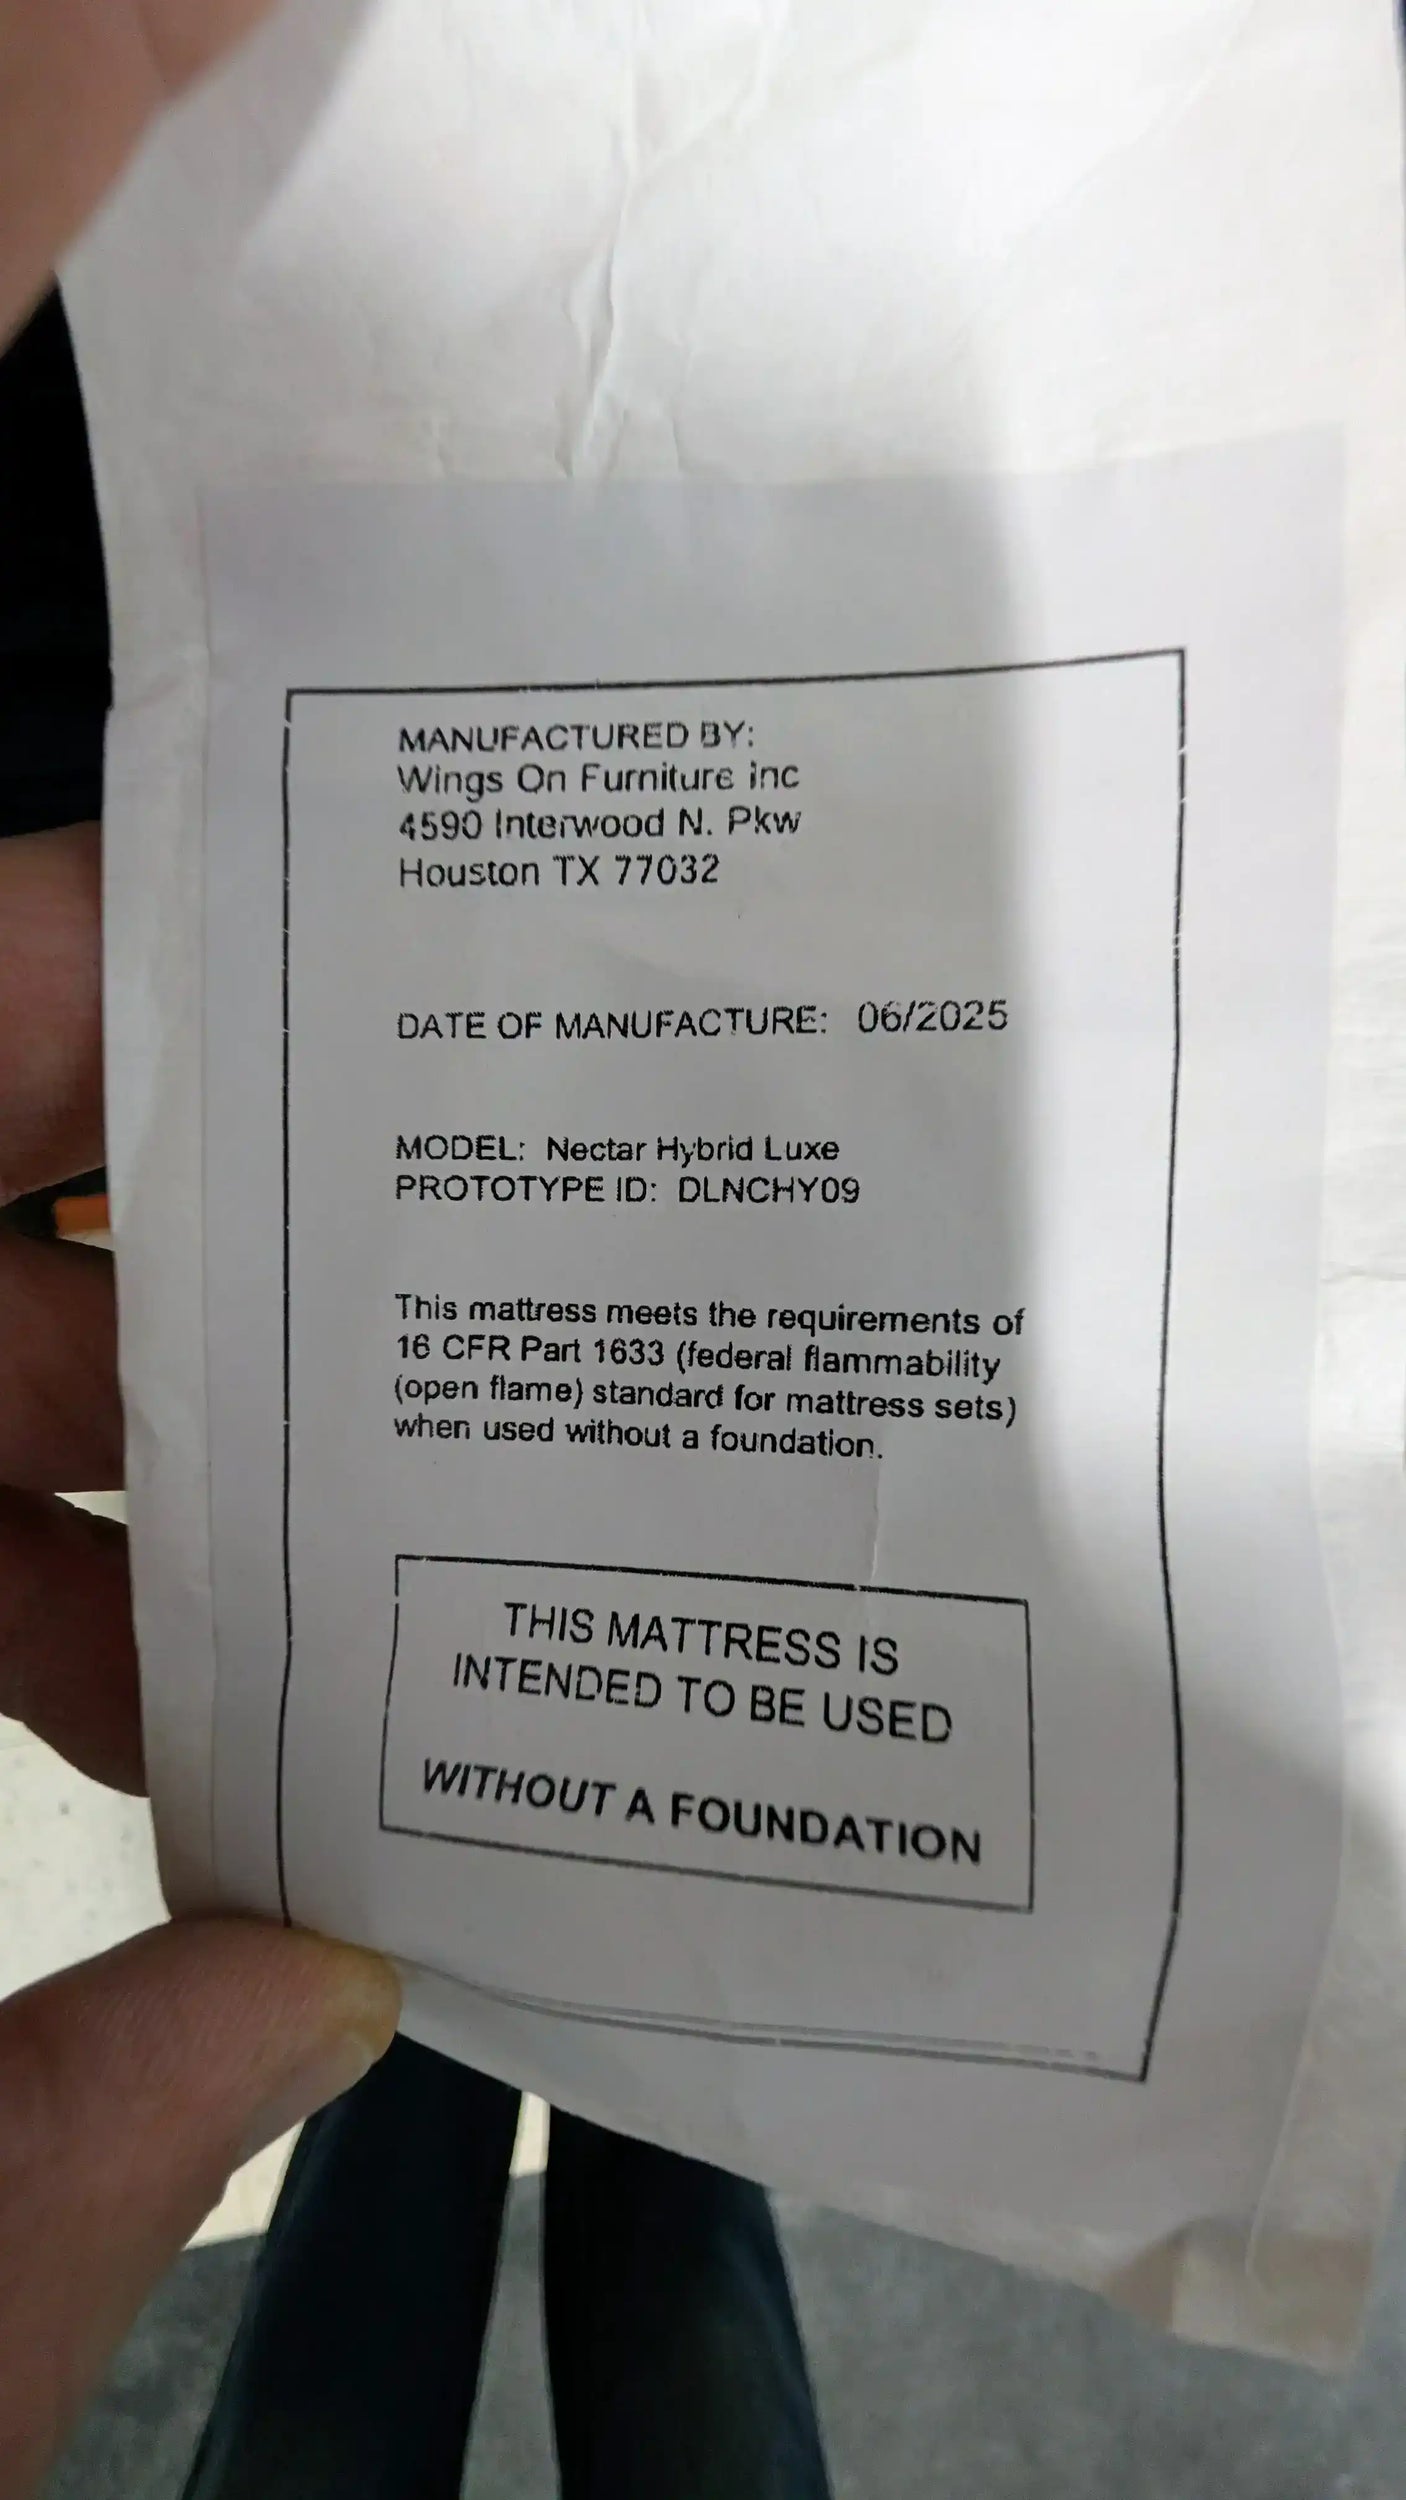 MANUFACTURED BY:
Wings On Furniture inc
4590 Interwood N. Pkw
Houston TX 77032
DATE OF MANUFACTURE: 06/2025
MODEL: Nectar Hybrid Luxe
PROTOTYPE ID: DLNCHY09
This mattress meets the requirements of
16 CFR Part 1633 (federal flammability
(open flame) standard for mattress sets)
when used without a foundation.
THIS MATTRESS IS
INTENDED TO BE USED
WITHOUT A FOUNDATION